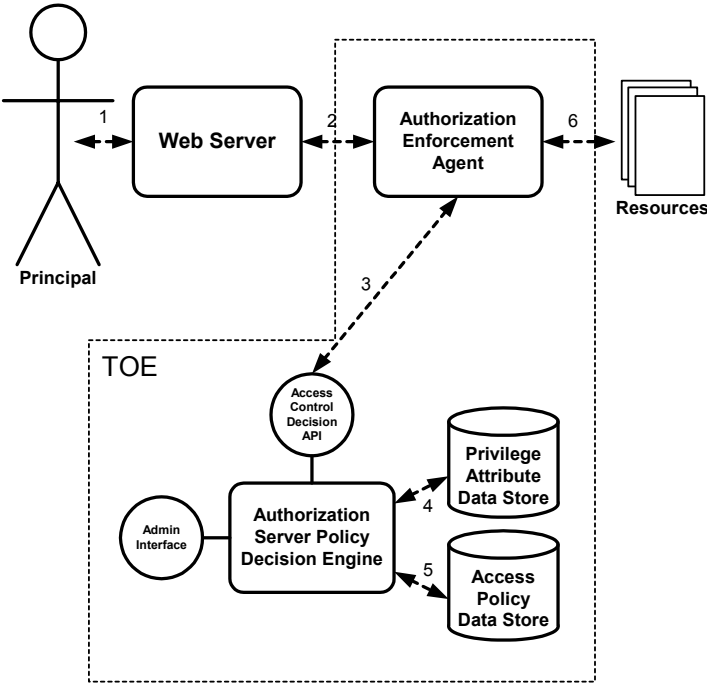 1
Web Server
2
Authorization
Enforcement
Agent
6
Resources
Principal
3
TOE
Access
Control
Decision
API
Privilege
Attribute
Data Store
4
Admin
Interface
Authorization
Server Policy
Decision Engine
5
Access
Policy
Data Store